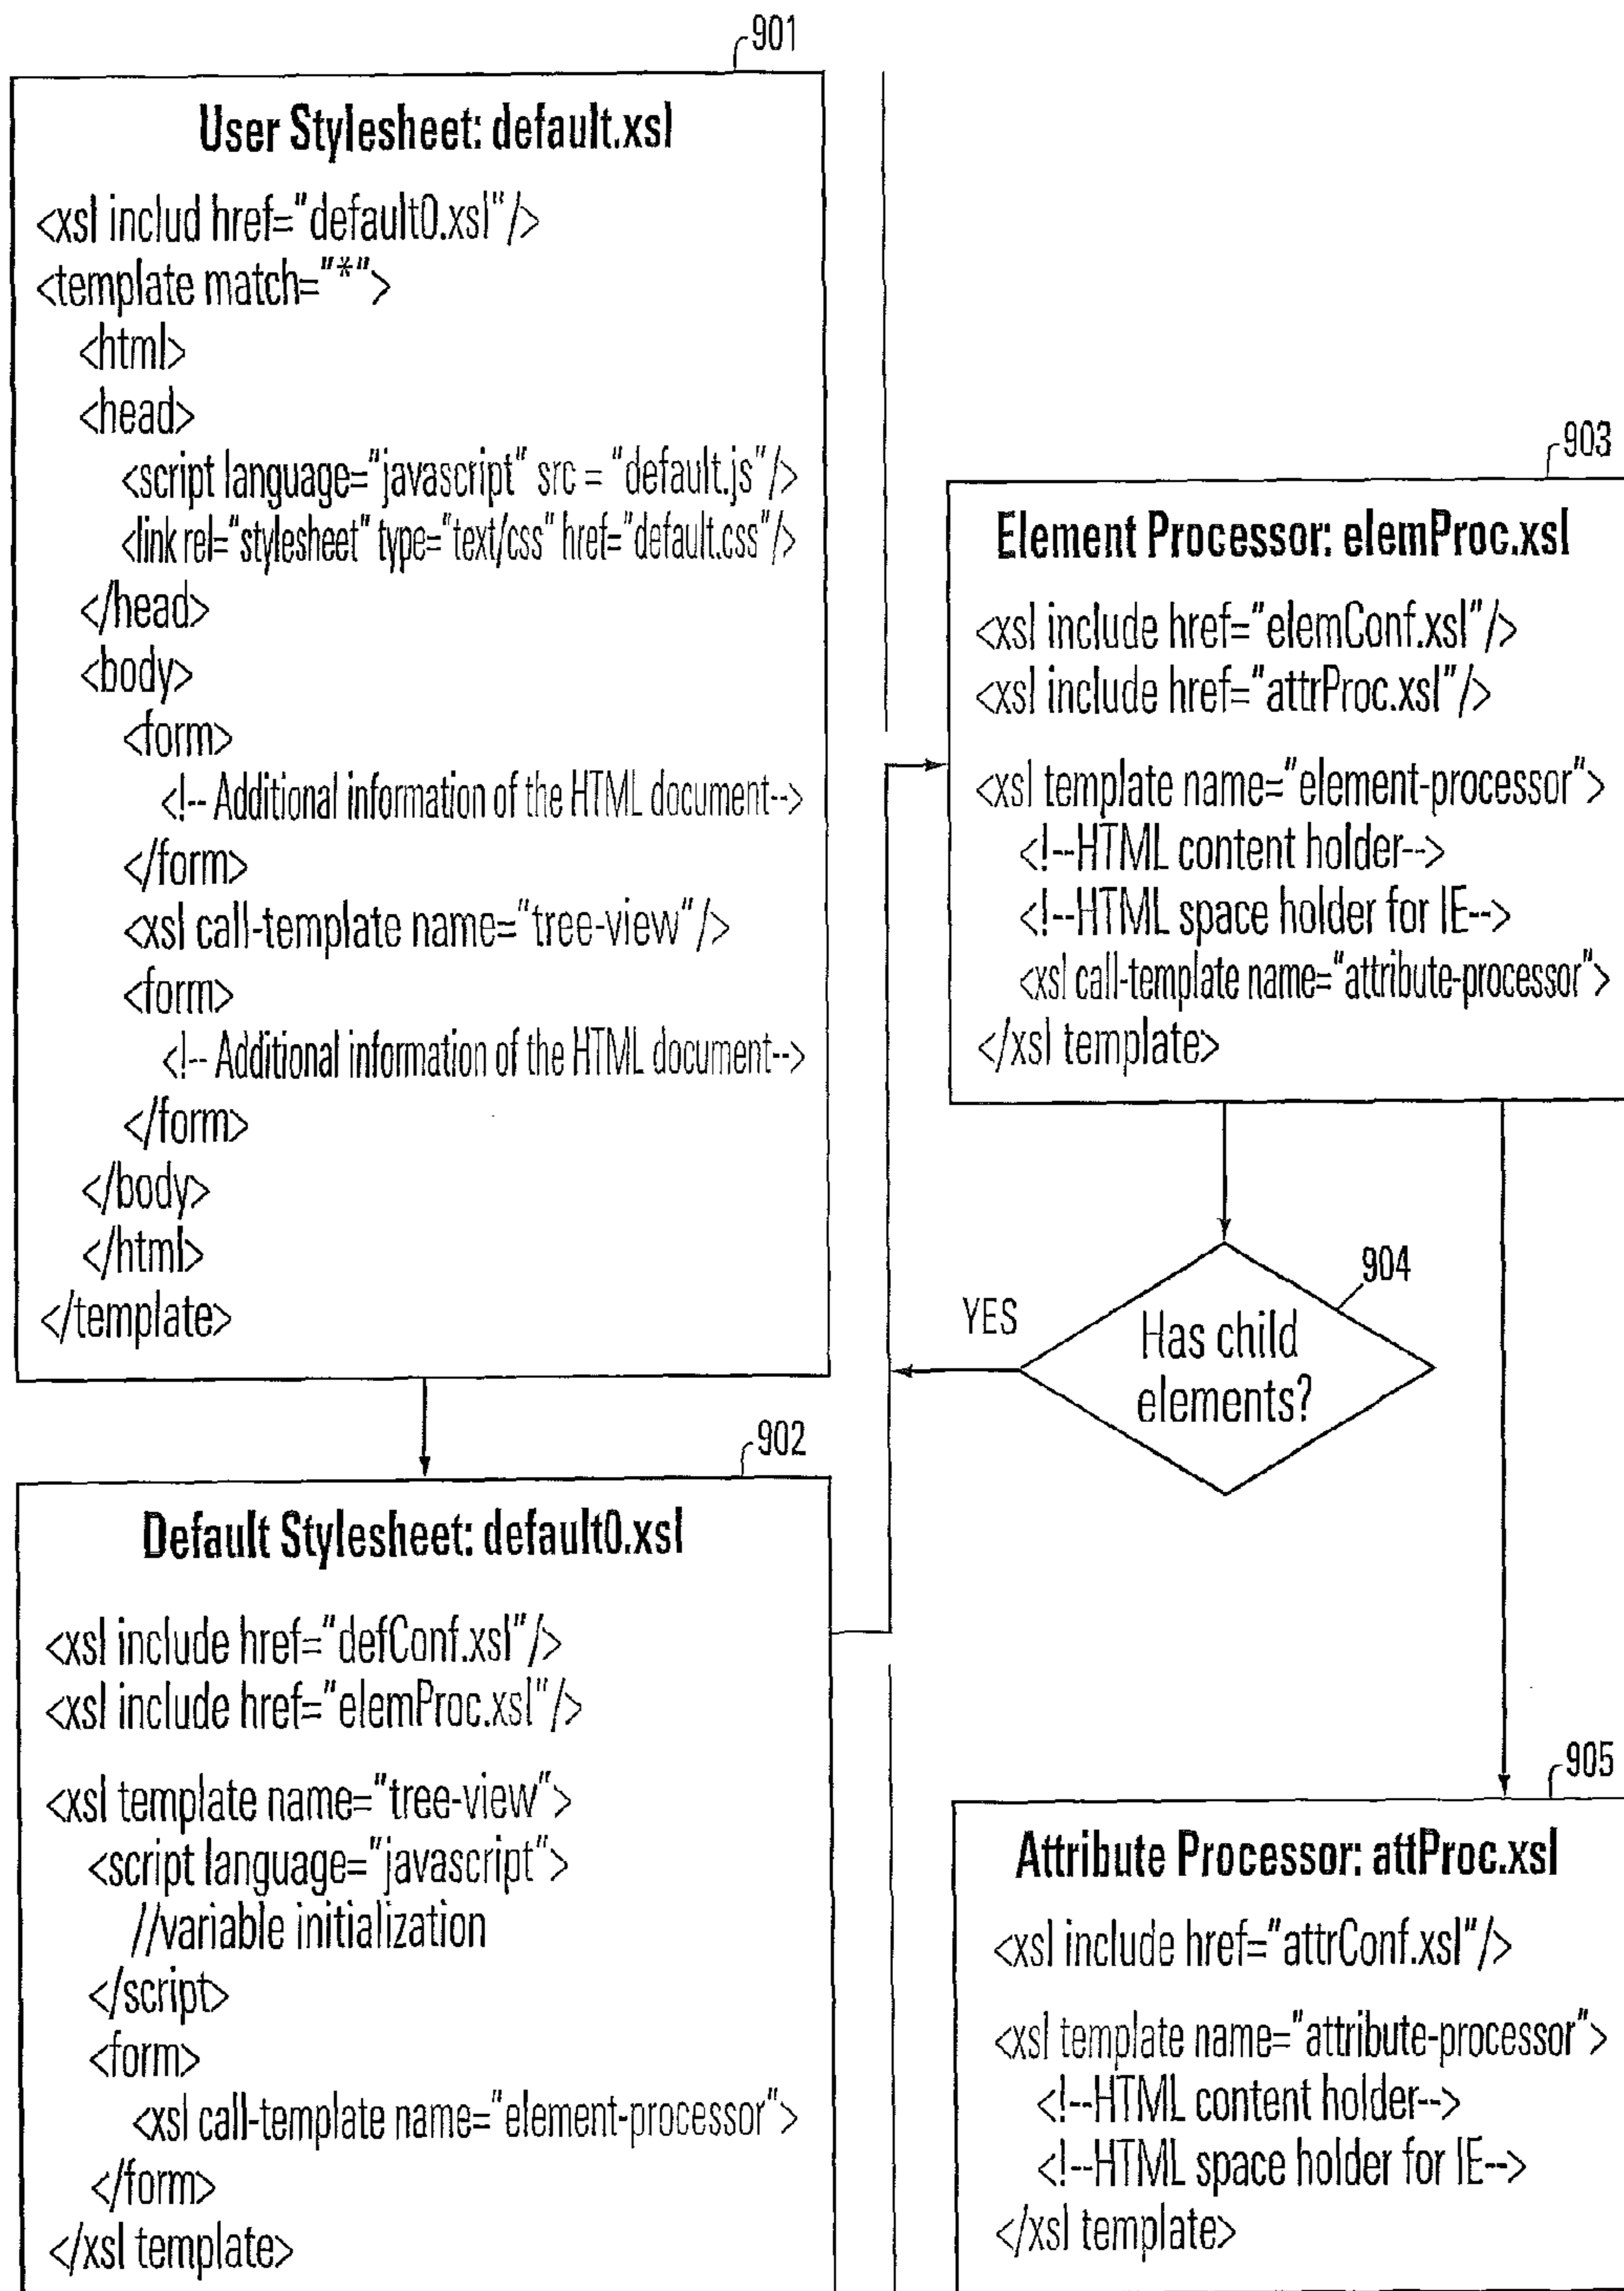 901
User Stylesheet: default.xsl
<xsl includ href="default0.xsl"/>
<template match="*">
<html>
<head>
<script language="javascript" src = "default.js"/>
<link rel="stylesheet" type="text/css" href="default.css"/>
</head>
<body>
<form>
<!-- Additional information of the HTML document-->
</form>
<xsl call-template name="tree-view"/>
<form>
<!-- Additional information of the HTML document-->
</form>
</body>
</html>
</template>
902
Default Stylesheet: default0.xsl
<xsl include href="defConf.xsl"/>
<xsl include href="elemProc.xsl"/>
<xsl template name="tree-view">
<script language="javascript">
//variable initialization
</script>
<form>
<xsl call-template name="element-processor">
</form>
</xsl template>
903
Element Processor: elemProc.xsl
<xsl include href="elemConf.xsl"/>
<xsl include href="attrProc.xsl"/>
<xsl template name="element-processor">
<!--HTML content holder-->
<!--HTML space holder for IE-->
<xsl call-template name="attribute-processor">
</xsl template>
904
YES
Has child
elements?
905
Attribute Processor: attProc.xsl
<xsl include href="attrConf.xsl"/>
<xsl template name="attribute-processor">
<!--HTML content holder-->
<!--HTML space holder for IE-->
</xsl template>